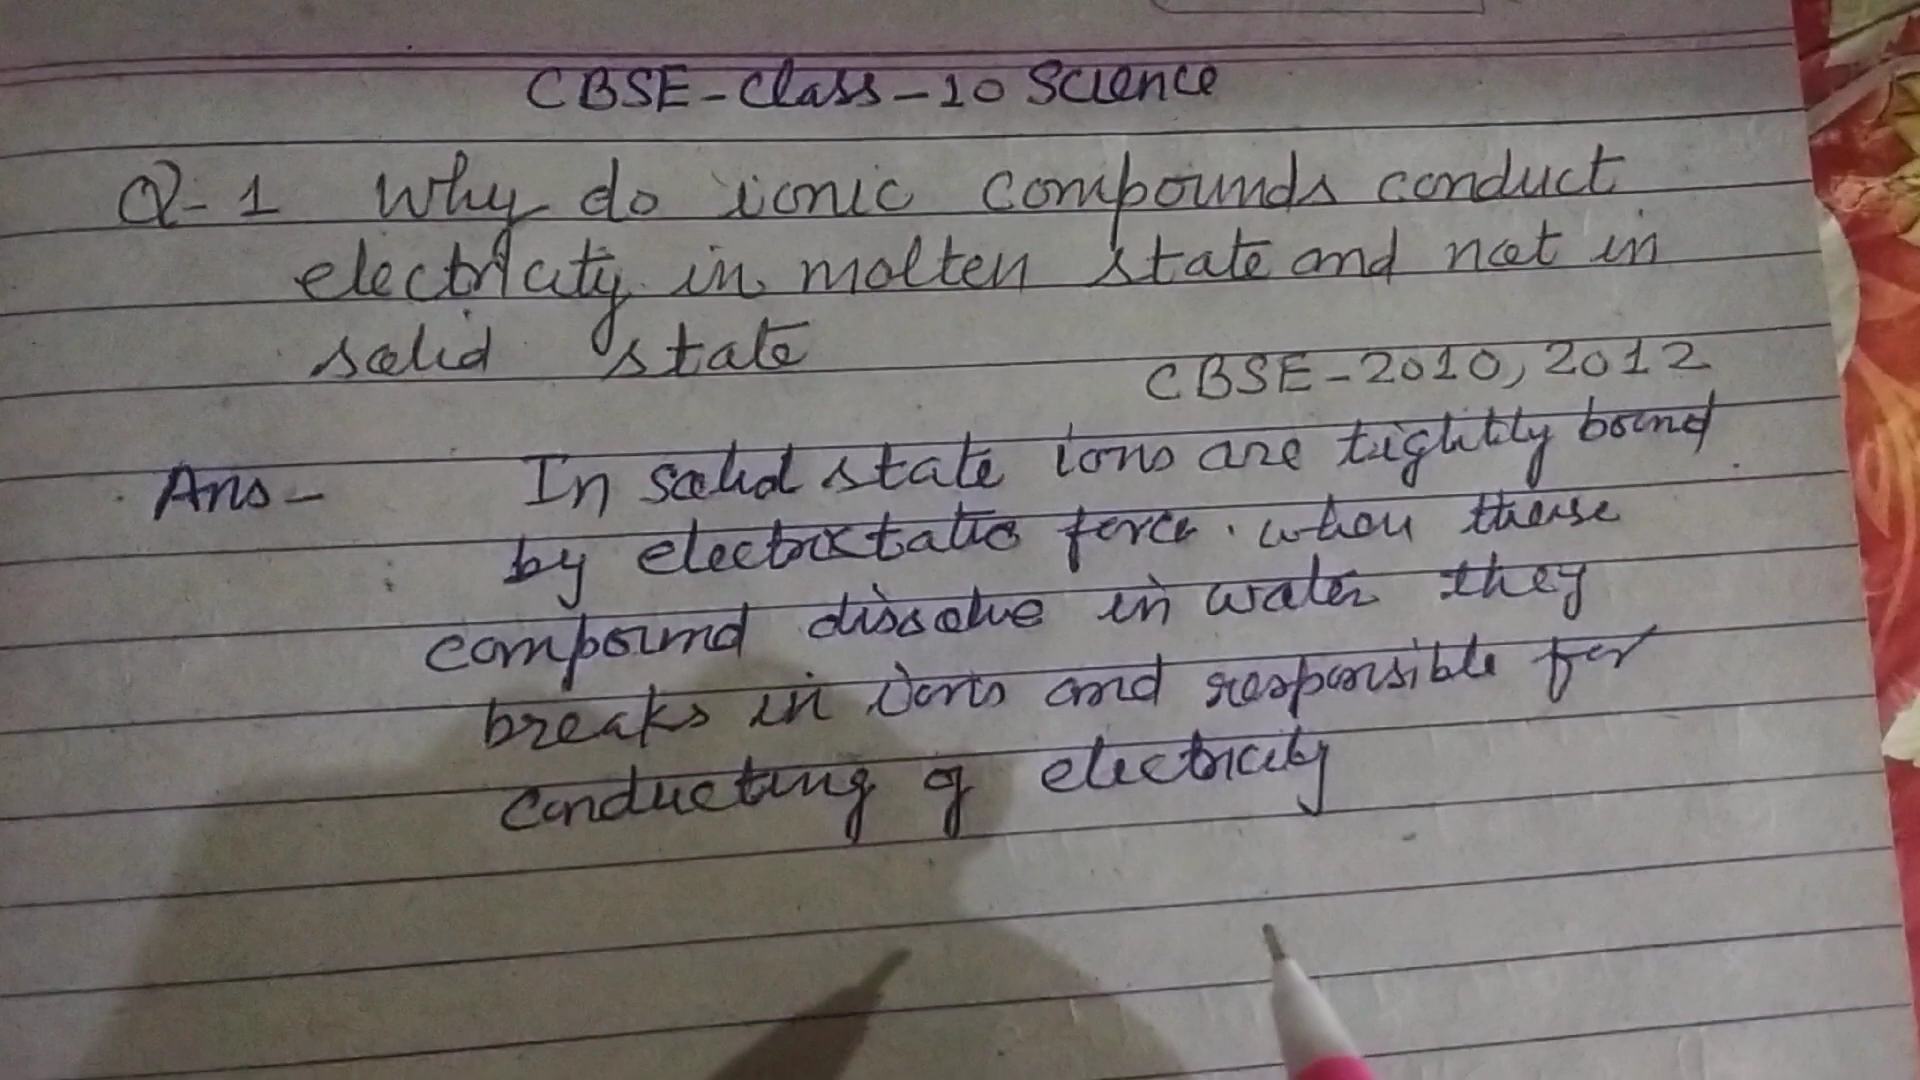 CBSE-Class-10 Science
Q-1 Why do ionic compounds conduct
electricity in molten state and not in
solid state
CBSE-2010, 2012
Ans- In solid state ions are tightly bound
by electrostatic force. when these
compound dissolve in water they
breaks in ions and responsible for
conducting of electricity